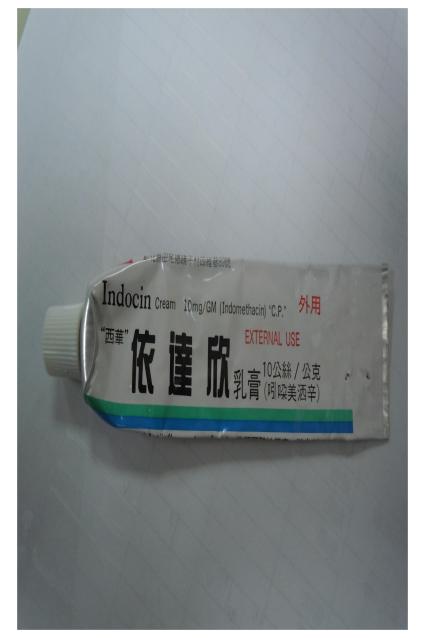 Indocin Cream 10mg/GM (Indomethacin) "C.P." 外用
EXTERNAL USE
"西華"依達欣乳膏10公絲/公克
(吲哚美洒辛)